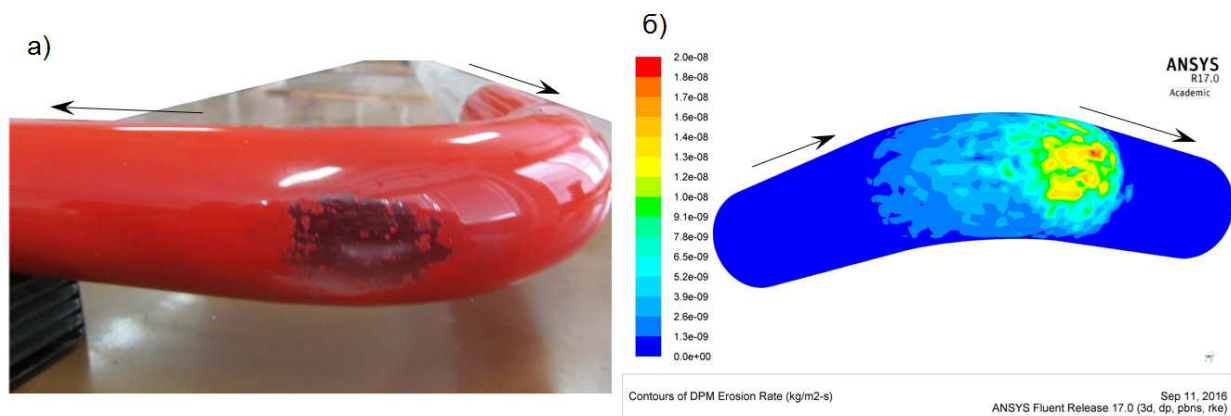 а)
б)
2.0e-08
1.8e-08
1.7e-08
1.6e-08
1.4e-08
1.3e-08
1.2e-08
1.0e-08
9.1e-09
7.8e-09
6.5e-09
5.2e-09
3.9e-09
2.6e-09
1.3e-09
0.0e+00
ANSYS
R17.0
Academic
Contours of DPM Erosion Rate (kg/m2-s)
Sep 11, 2016
ANSYS Fluent Release 17.0 (3d, dp, pbns, rke)